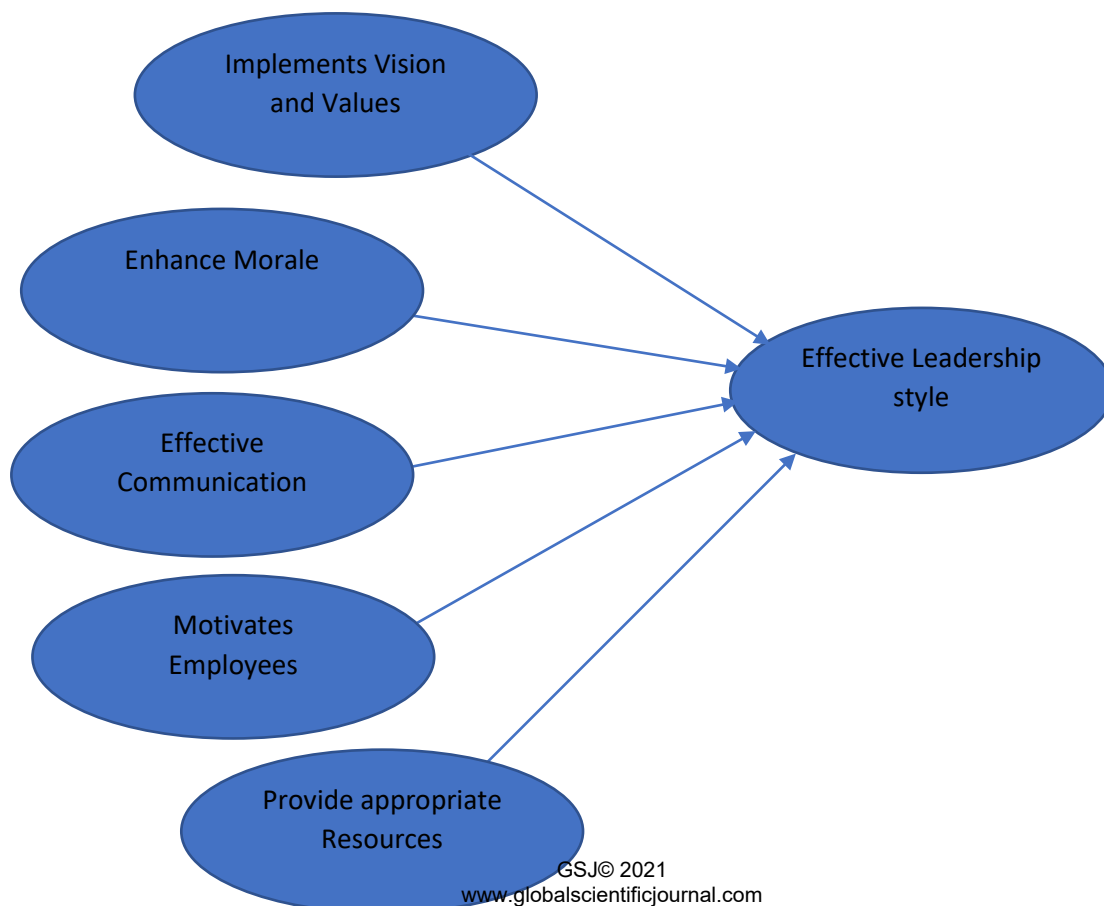 Implements Vision
and Values
Enhance Morale
Effective Leadership
style
Effective
Communication
Motivates
Employees
Provide appropriate
Resources
GSJ© 2021
www.globalscientificjournal.com